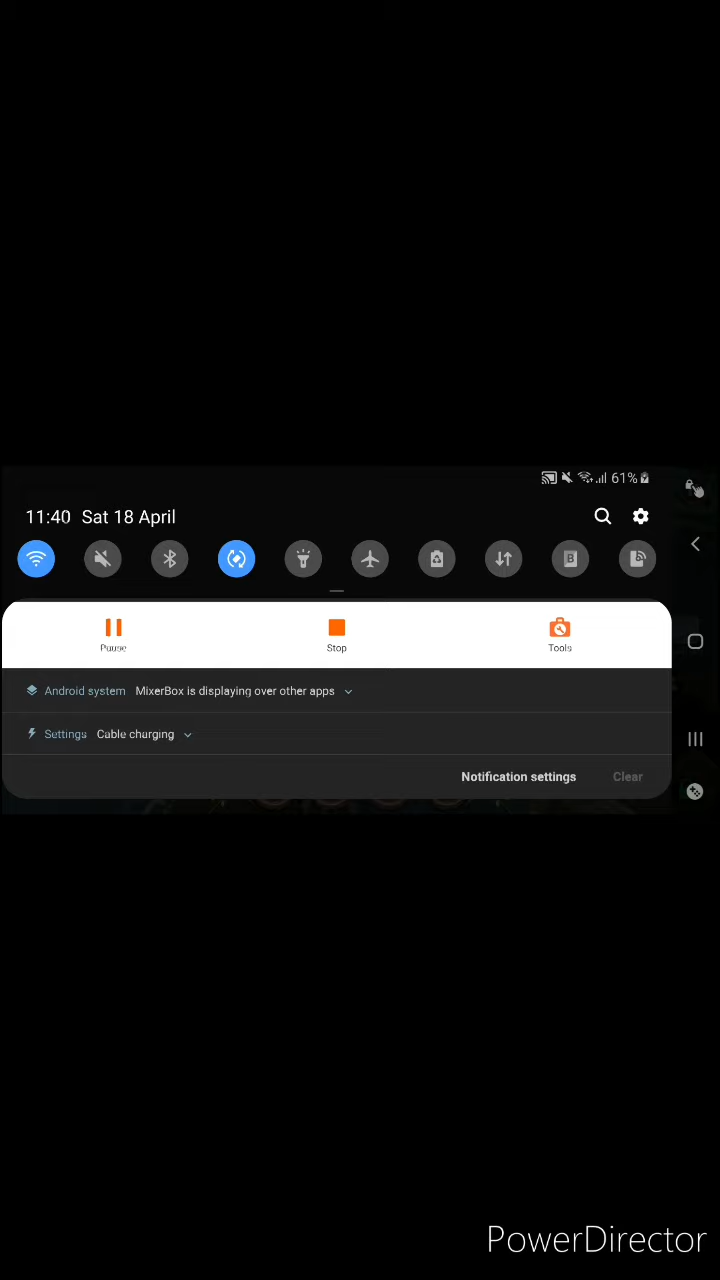 61%
11:40 Sat 18 April
B
Pause Stop Tools
Android system MixerBox is displaying over other apps
Settings Cable charging
Notification settings Clear
PowerDirector